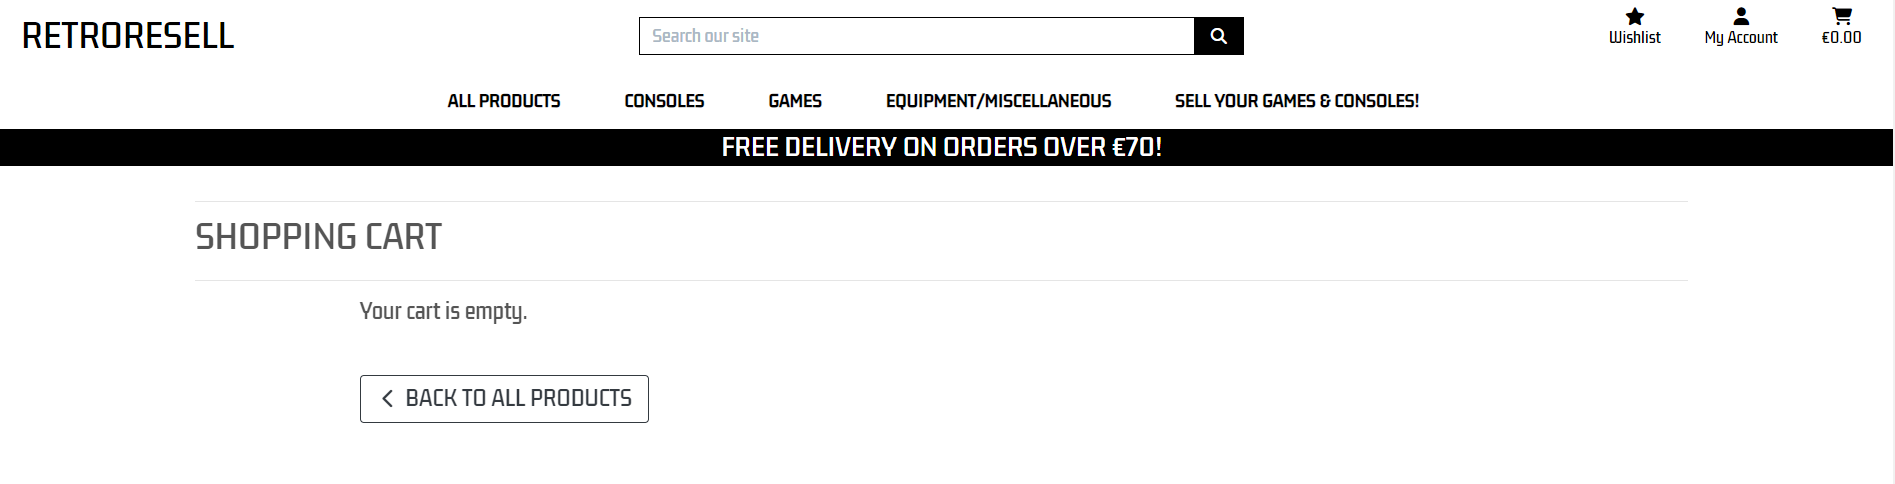 RETRORESELL
Search our site
Wishlist
My Account
€0.00
ALL PRODUCTS
CONSOLES
GAMES
EQUIPMENT/MISCELLANEOUS
SELL YOUR GAMES & CONSOLES!
FREE DELIVERY ON ORDERS OVER €70!
SHOPPING CART
Your cart is empty.
BACK TO ALL PRODUCTS